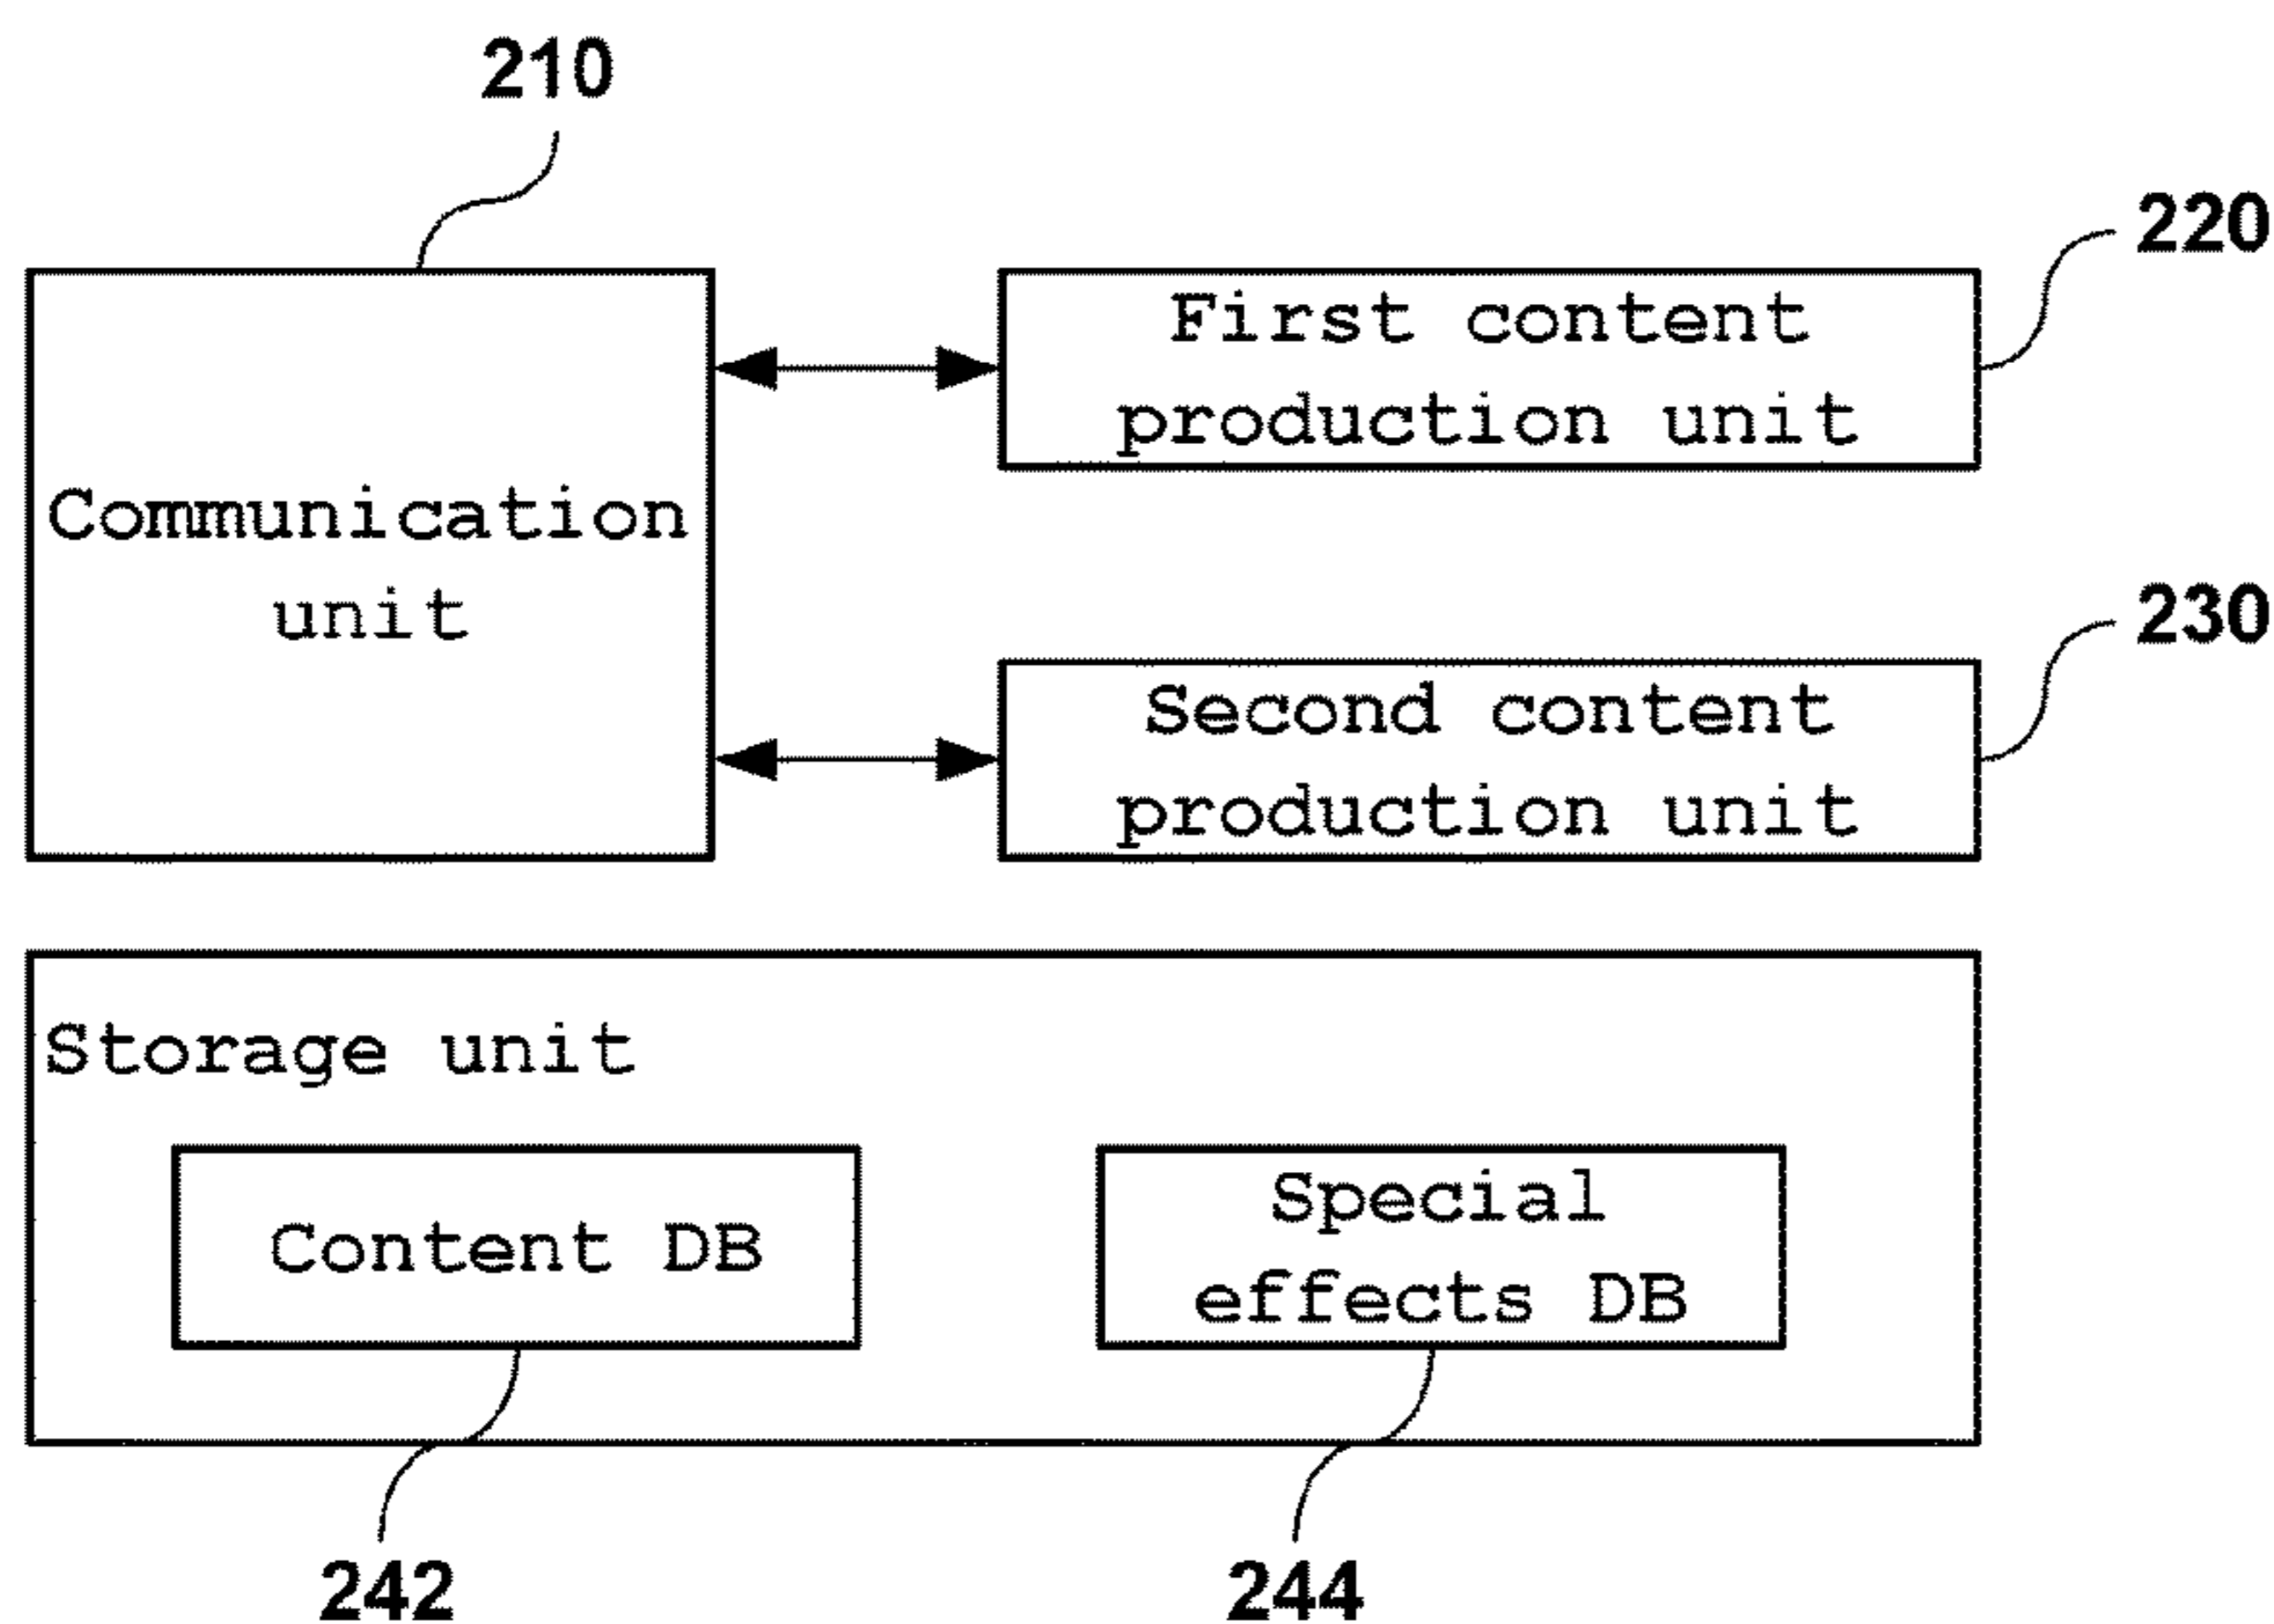 210
220
First content
production unit
Communication
unit
230
Second content
production unit
Storage unit
Content DB
Special
effects DB
242
244